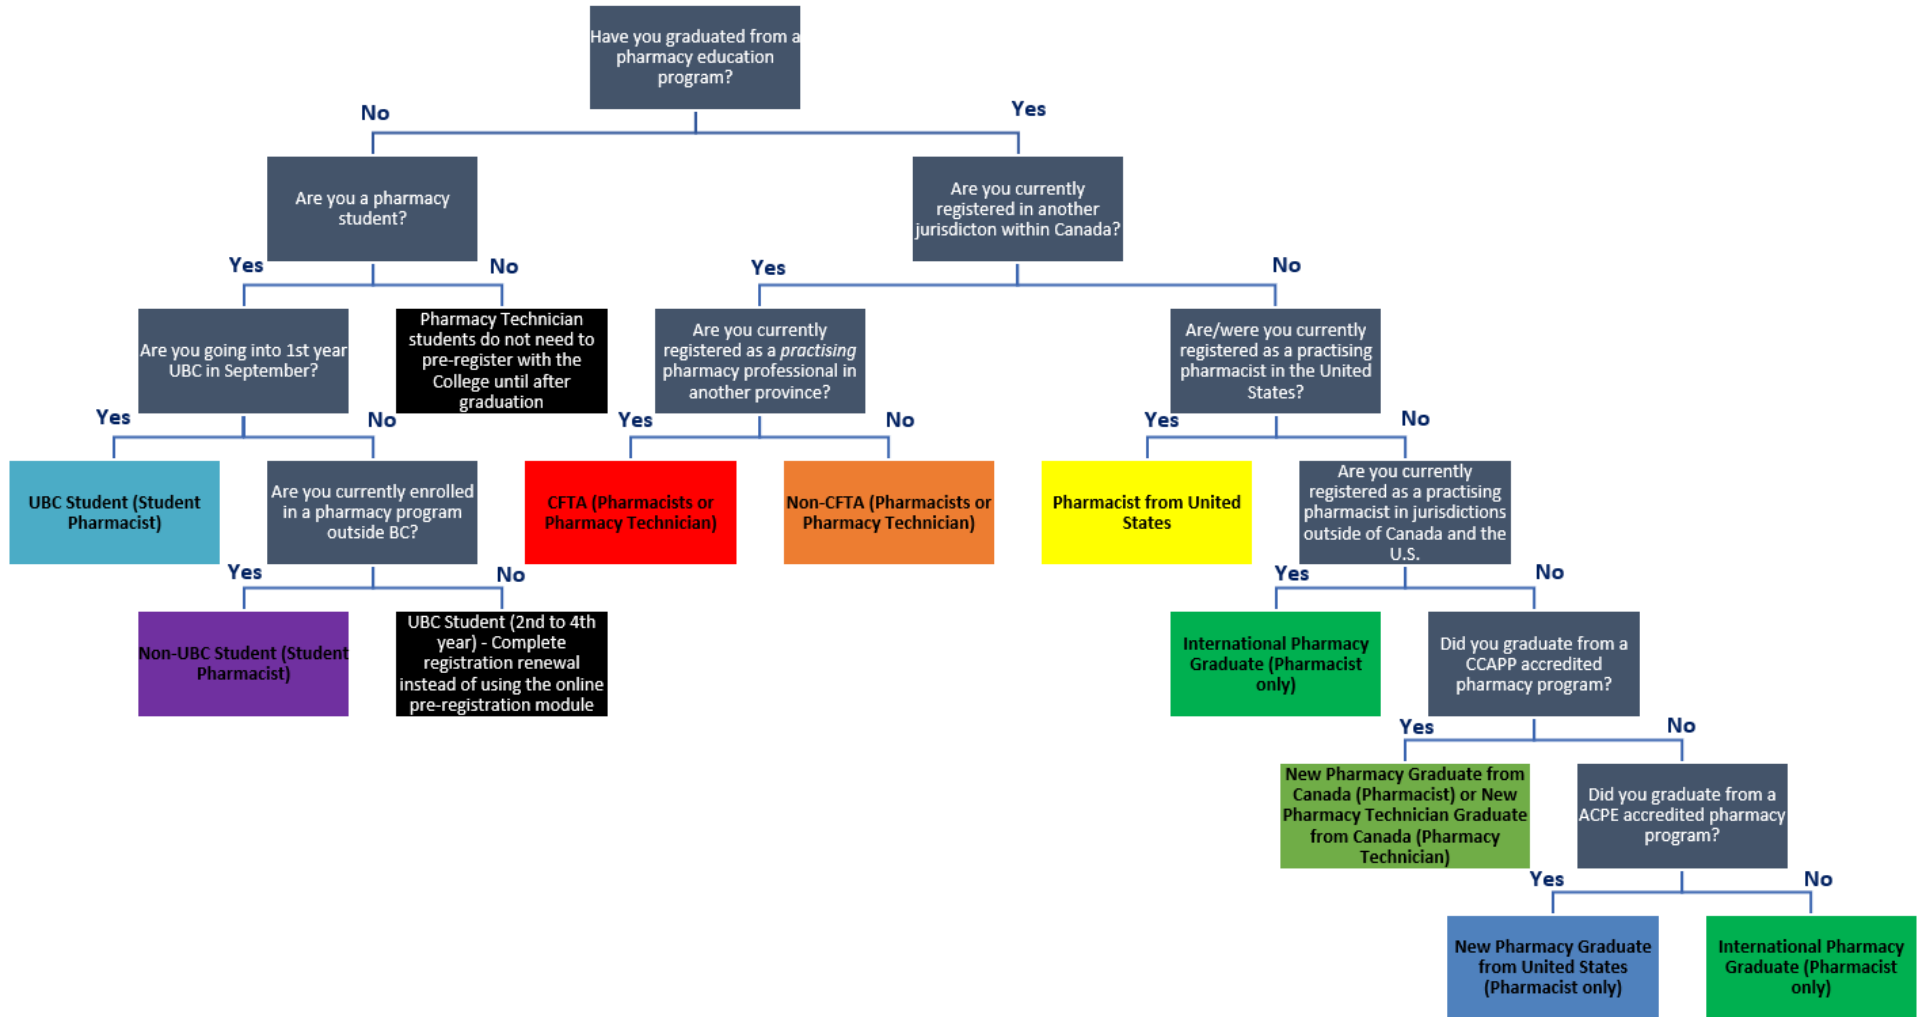 Have you graduated from a
pharmacy education
program?
No
Yes
Are you a pharmacy
student?
Are you currently
registered in another
jurisdicton within Canada?
Yes
No
Yes
No
Are you going into 1st year
UBC in September?
Pharmacy Technician
students do not need to
pre-register with the
College until after
graduation
Are you currently
registered as a practising
pharmacy professional in
another province?
Are/were you currently
registered as a practising
pharmacist in the United
States?
Yes
No
Yes
No
Yes
No
UBC Student (Student
Pharmacist)
Are you currently enrolled
in a pharmacy program
outside BC?
CFTA (Pharmacists or
Pharmacy Technician)
Non-CFTA (Pharmacists or
Pharmacy Technician)
Pharmacist from United
States
Are you currently
registered as a practising
pharmacist in jurisdictions
outside of Canada and the
U.S.
Yes
No
Yes
No
Non-UBC Student (Student
Pharmacist)
UBC Student (2nd to 4th
year) - Complete
registration renewal
instead of using the online
pre-registration module
International Pharmacy
Graduate (Pharmacist
only)
Did you graduate from a
CCAPP accredited
pharmacy program?
Yes
No
New Pharmacy Graduate from
Canada (Pharmacist) or New
Pharmacy Technician Graduate
from Canada (Pharmacy
Technician)
Did you graduate from a
ACPE accredited pharmacy
program?
Yes
No
New Pharmacy Graduate
from United States
(Pharmacist only)
International Pharmacy
Graduate (Pharmacist
only)